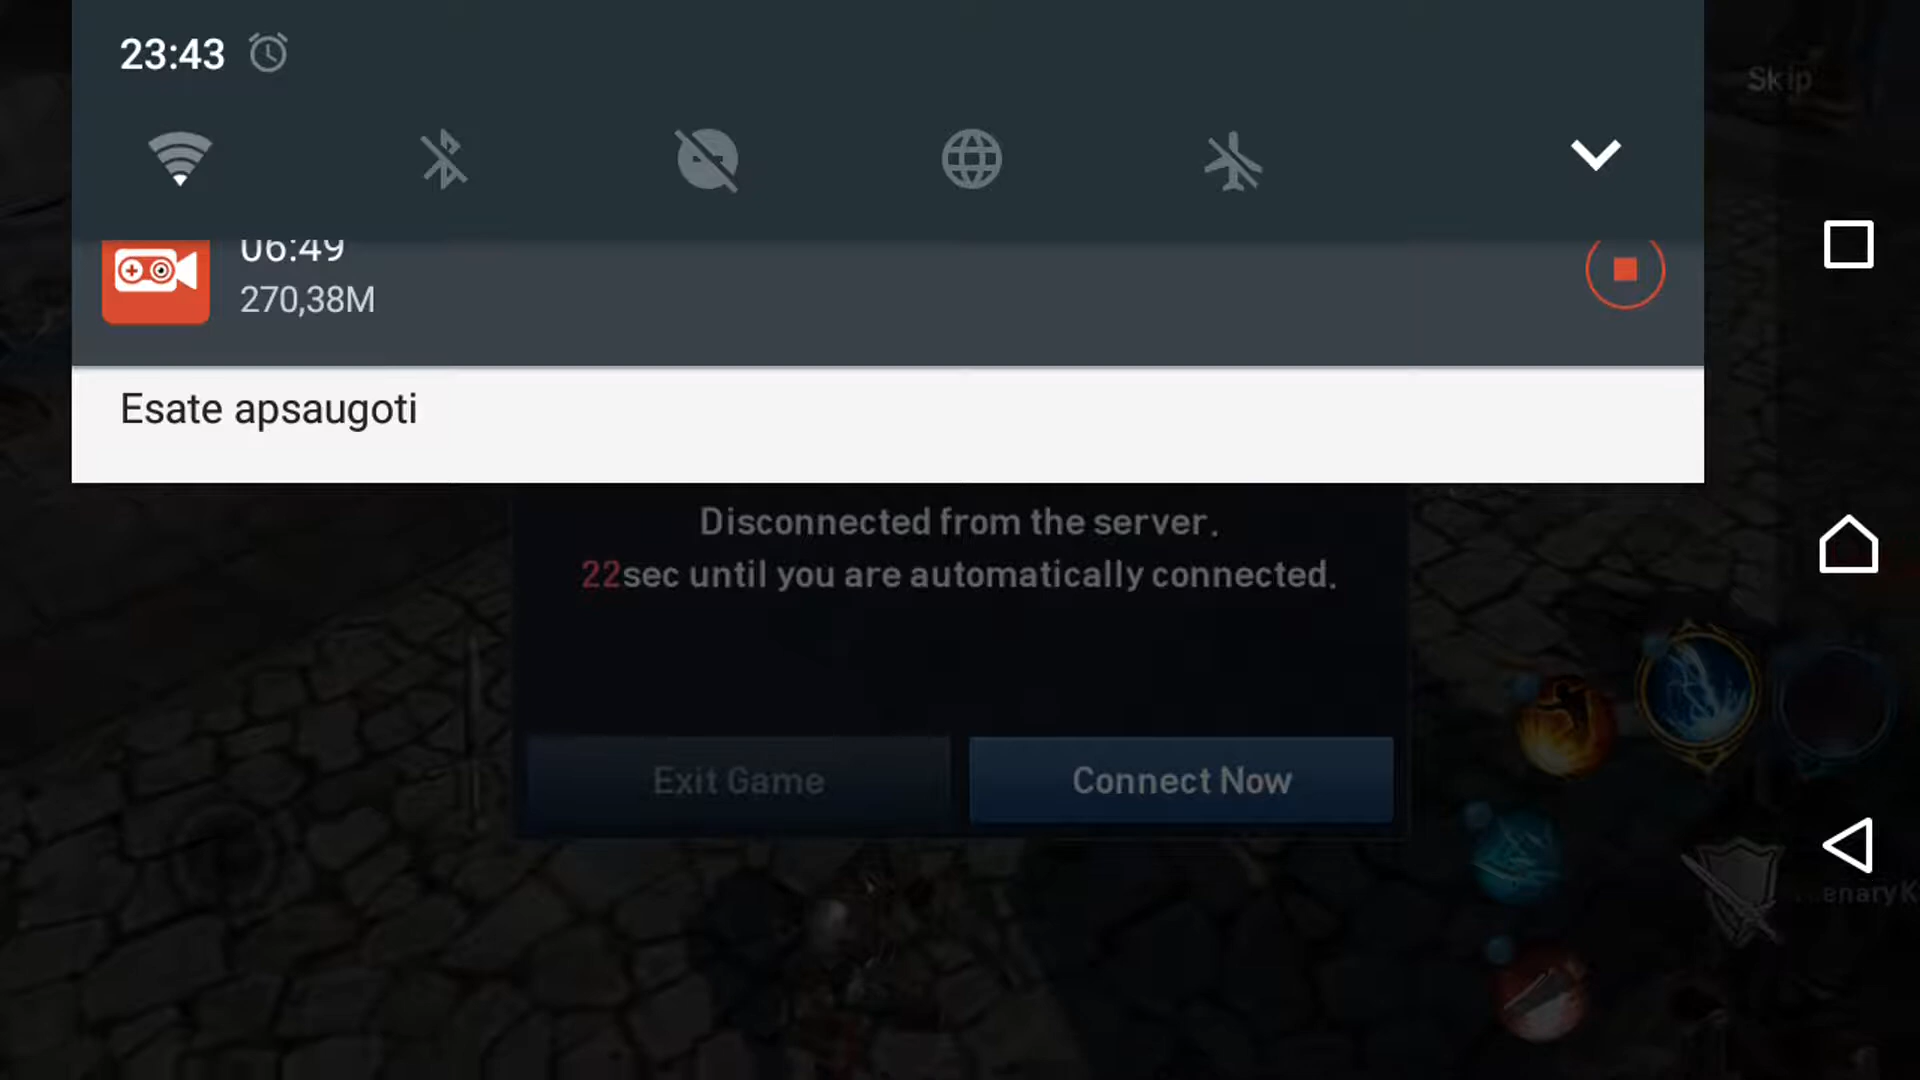 23:43
Skip
06:49
270,38M
Esate apsaugoti
Disconnected from the server.
22sec until you are automatically connected.
Exit Game
Connect Now